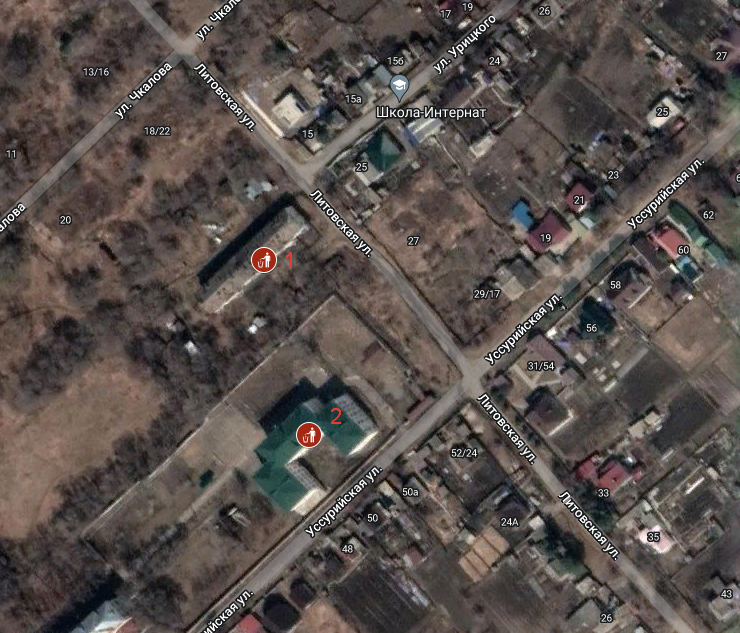 17
19
26
ул. Чкало
156
ул. Урицкого
24
27
13/16
ул. Чкалова
Литовская ул.
15а
Школа-Интернат
25
18/22
15
11
25
23
21
Уссурийская ул.
20
алова
Литовская ул.
27
19
62
60
1
29/17
58
Уссурийская ул.
56
31/54
2
Литовская ул.
52/24
Уссурийская ул.
50а
33
50
24А
Литовская ул.
35
48
43
ийская ул.
26